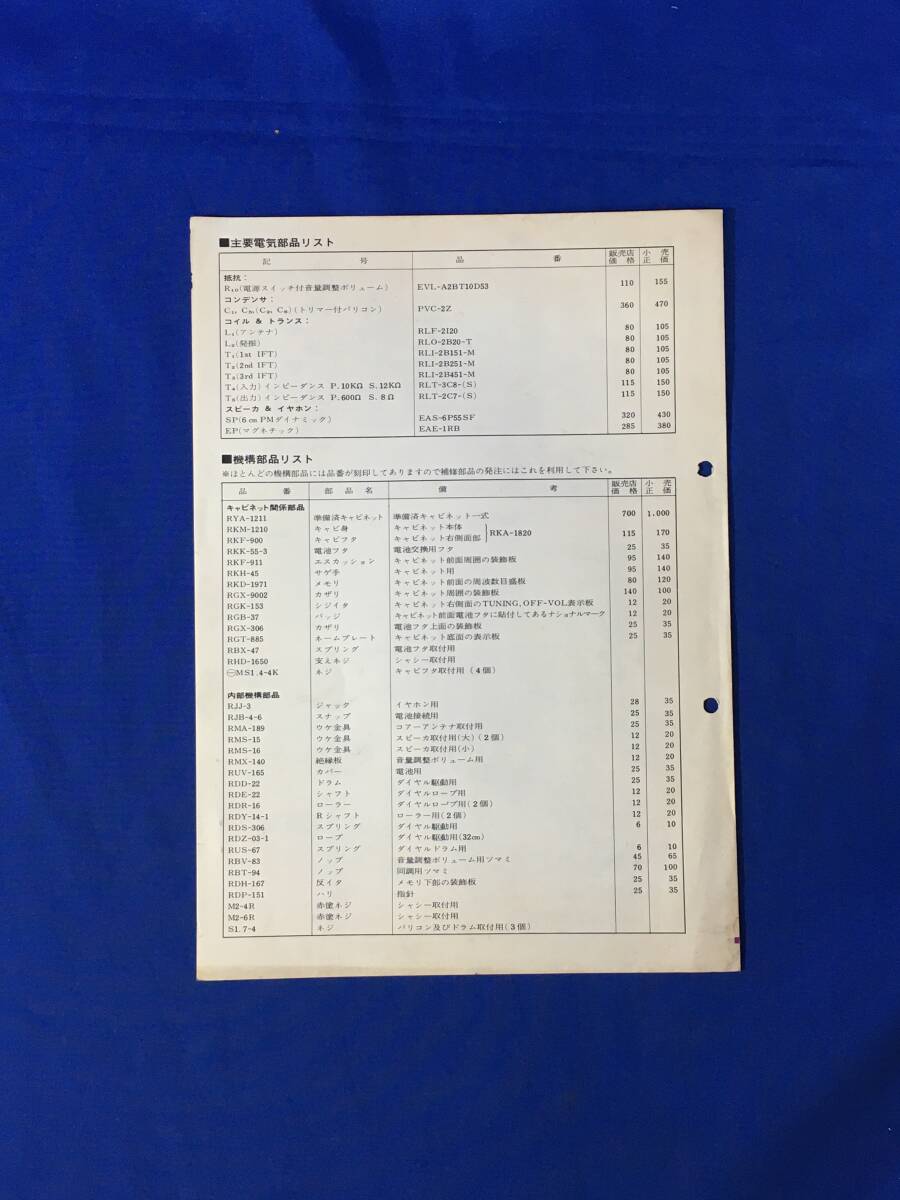 ■主要電気部品リスト
記 号 品 番 販売店価格 小売正価
抵抗：
R₁₀(電源スイッチ付音量調整ボリューム) EVL-A2BT10D53 110 155
コンデンサ：
C₁, C₂,(C₃, C₄)(トリマー付バリコン) PVC-2Z 360 470
コイル & トランス：
L₁(アンテナ) RLF-2I20 80 105
L₂(発振) RLO-2B20-T 80 105
T₁(1st IFT) RLI-2B151-M 80 105
T₂(2nd IFT) RLI-2B251-M 80 105
T₃(3rd IFT) RLI-2B451-M 80 105
T₄(入力) インピーダンス P.10KΩ S.12KΩ RLT-3C8-(S) 115 150
T₅(出力) インピーダンス P.600Ω S.8Ω RLT-2C7-(S) 115 150
スピーカ & イヤホン：
SP(6cm PMダイナミック) EAS-6P55SF 320 430
EP(マグネチック) EAE-1RB 285 380
■機構部品リスト
※ほとんどの機構部品には品番が刻印してありますので補修部品の発注にはこれを利用して下さい。
品 番 部 品 名 備 考 販売店価格 小売正価
キャビネット関係部品
RYA-1211 準備済キャビネット 準備済キャビネット一式 700 1.000
RKM-1210 キャビ身 キャビネット本体
RKF-900 キャビフタ キャビネット右側面部 RKA-1820 115 170
RKK-55-3 電池フタ 電池交換用フタ 25 35
RKF-911 エスカッション キャビネット前面周囲の装飾板 95 140
RKH-45 サゲ手 キャビネット用 95 140
RKD-1971 メモリ キャビネット前面の周波数目盛板 80 120
RGX-9002 カザリ キャビネット周囲の装飾板 140 100
RGK-153 シジイタ キャビネット右側面のTUNING, OFF-VOL表示板 12 20
RGB-37 バッジ キャビネット前面電池フタに貼付してあるナショナルマーク 12 20
RGX-306 カザリ 電池フタ上面の装飾板 25 35
RGT-885 ネームプレート キャビネット底面の表示板 25 35
RBX-47 スプリング 電池フタ取付用
RHD-1650 支えネジ シャシー取付用
⊖MS1.4-4K ネジ キャビフタ取付用(4個)
内部機構部品
RJJ-3 ジャック イヤホン用 28 35
RJB-4-6 スナップ 電池接続用 25 35
RMA-189 ウケ金具 コアーアンテナ取付用 25 35
RMS-15 ウケ金具 スピーカ取付用(大)(2個) 12 20
RMS-16 ウケ金具 スピーカ取付用(小) 12 20
RMX-140 絶縁板 音量調整ボリューム用 12 20
RUV-165 カバー 電池用 25 35
RDD-22 ドラム ダイヤル駆動用 25 35
RDE-22 シャフト ダイヤルロープ用 12 20
RDR-16 ローラー ダイヤルロープ用(2個) 12 20
RDY-14-1 Rシャフト ローラー用(2個) 12 20
RDS-306 スプリング ダイヤル駆動用 6 10
RDZ-03-1 ロープ ダイヤル駆動用(32cm)
RUS-67 スプリング ダイヤルドラム用 6 10
RBV-83 ノップ 音量調整ボリューム用ツマミ 45 65
RBT-94 ノップ 同調用ツマミ 70 100
RDH-167 反イタ メモリ下部の装飾板 25 35
RDP-151 ハリ 指針 25 35
M2-4R 赤塗ネジ シャシー取付用
M2-6R 赤塗ネジ シャシー取付用
S1.7-4 ネジ バリコン及びドラム取付用(3個)